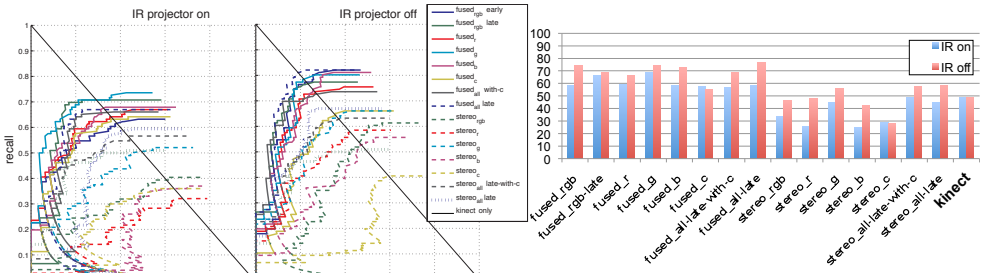 IR projector on
IR projector off
1
0.9
0.8
0.7
0.6
0.5
0.4
0.3
0.2
0.1
recall
fused_rgb early
fused_rgb late
fused_r
fused_g
fused_b
fused_c
fused_all with-c
fused_all late
stereo_rgb
stereo_r
stereo_g
stereo_b
stereo_c
stereo_all late-with-c
stereo_all late
kinect only
100
90
80
70
60
50
40
30
20
10
0
IR on
IR off
fused_rgb
fused_rgb-late
fused_r
fused_g
fused_b
fused_c
fused_all-late-with-c
fused_all-late
stereo_rgb
stereo_r
stereo_g
stereo_b
stereo_c
stereo_all-late-with-c
stereo_all-late
kinect